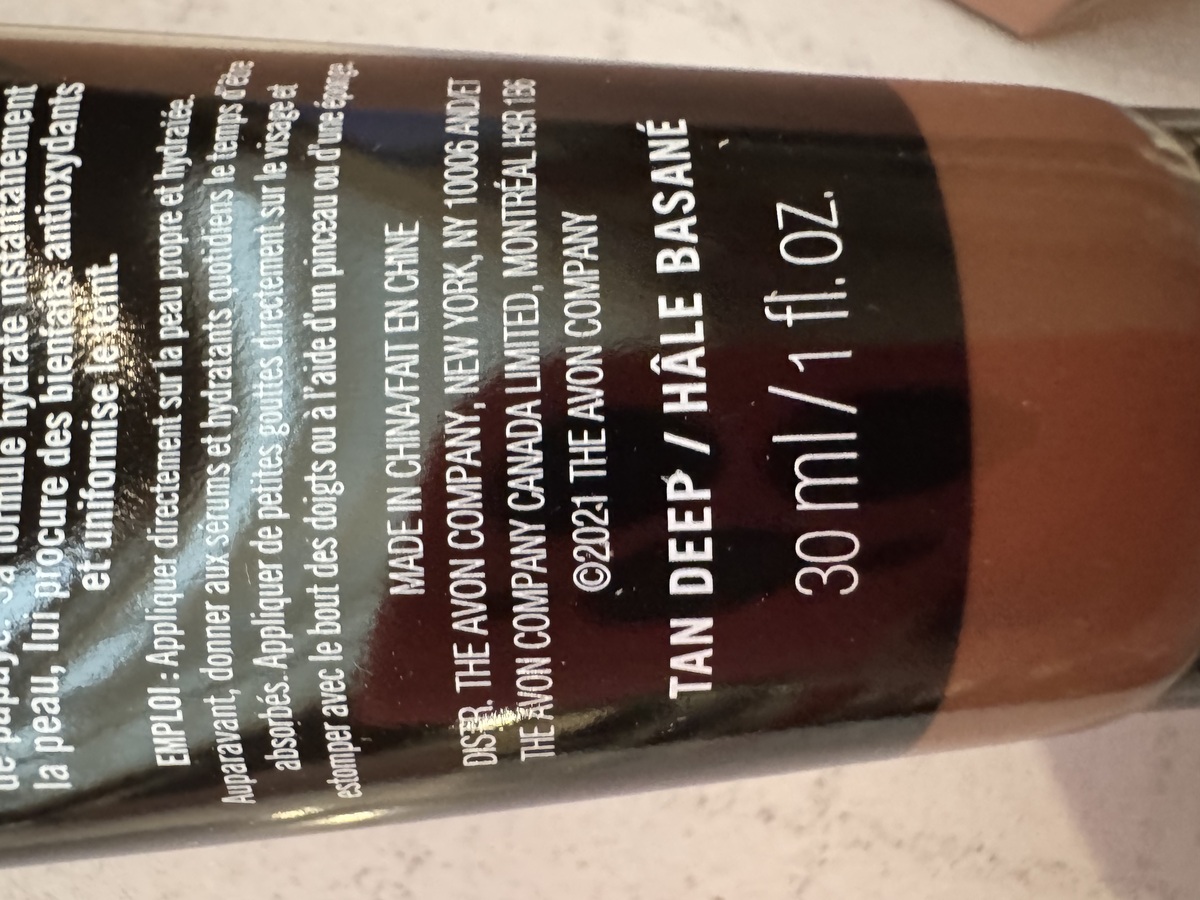 formule hydrate instantanément
la peau, lui procure des bienfaits antioxydants
et uniformise le teint.
EMPLOI : Appliquer directement sur la peau propre et hydratée.
Auparavant, donner aux sérums et hydratants quotidiens le temps d'être
absorbés. Appliquer de petites gouttes directement sur le visage et
estomper avec le bout des doigts ou à l'aide d'un pinceau ou d'une éponge.
MADE IN CHINA/FAIT EN CHINE
DISTR. THE AVON COMPANY, NEW YORK, NY 10006 AND/ET
THE AVON COMPANY CANADA LIMITED, MONTRÉAL H9R 1B6
©2021 THE AVON COMPANY
TAN DEEP / HÂLE BASANÉ
30 ml / 1 fl. oz.